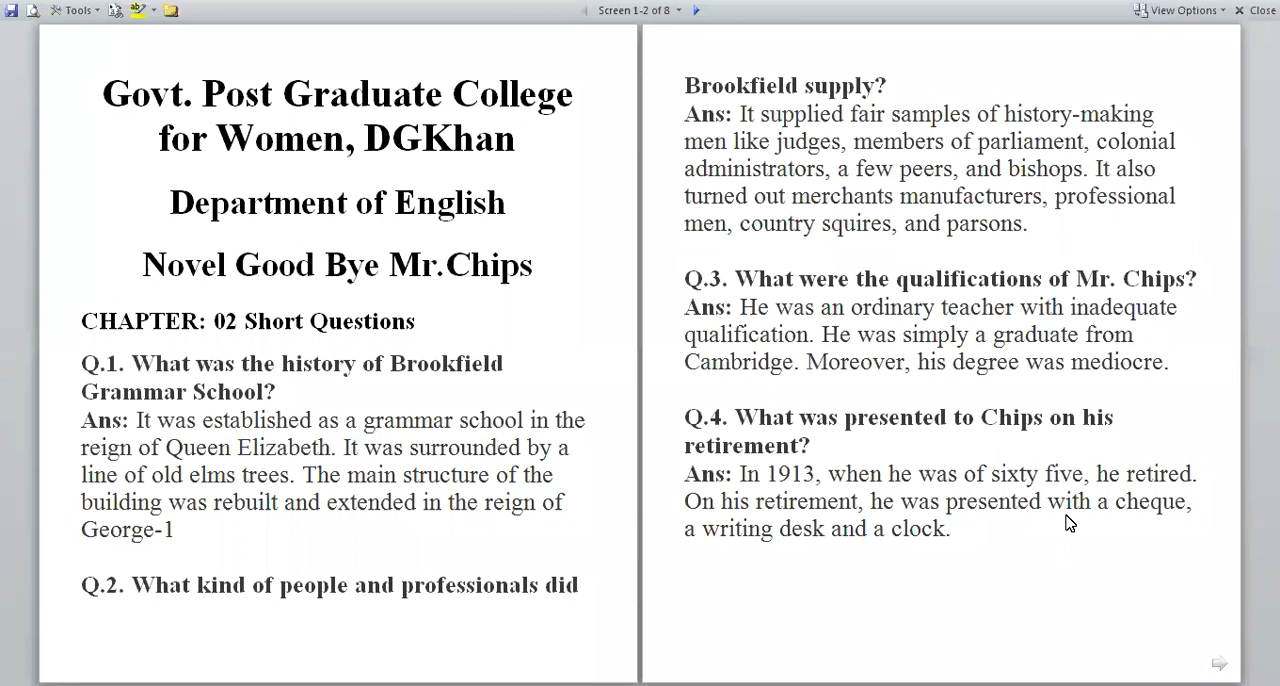 Tools
Screen 1-2 of 8
View Options
Close
Govt. Post Graduate College
for Women, DGKhan
Department of English
Novel Good Bye Mr.Chips
CHAPTER: 02 Short Questions
Q.1. What was the history of Brookfield
Grammar School?
Ans: It was established as a grammar school in the
reign of Queen Elizabeth. It was surrounded by a
line of old elms trees. The main structure of the
building was rebuilt and extended in the reign of
George-1
Q.2. What kind of people and professionals did
Brookfield supply?
Ans: It supplied fair samples of history-making
men like judges, members of parliament, colonial
administrators, a few peers, and bishops. It also
turned out merchants manufacturers, professional
men, country squires, and parsons.
Q.3. What were the qualifications of Mr. Chips?
Ans: He was an ordinary teacher with inadequate
qualification. He was simply a graduate from
Cambridge. Moreover, his degree was mediocre.
Q.4. What was presented to Chips on his
retirement?
Ans: In 1913, when he was of sixty five, he retired.
On his retirement, he was presented with a cheque,
a writing desk and a clock.